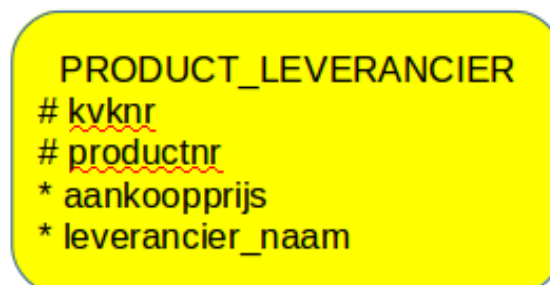 PRODUCT_LEVERANCIER
# kvknr
# productnr
* aankoopprijs
* leverancier_naam